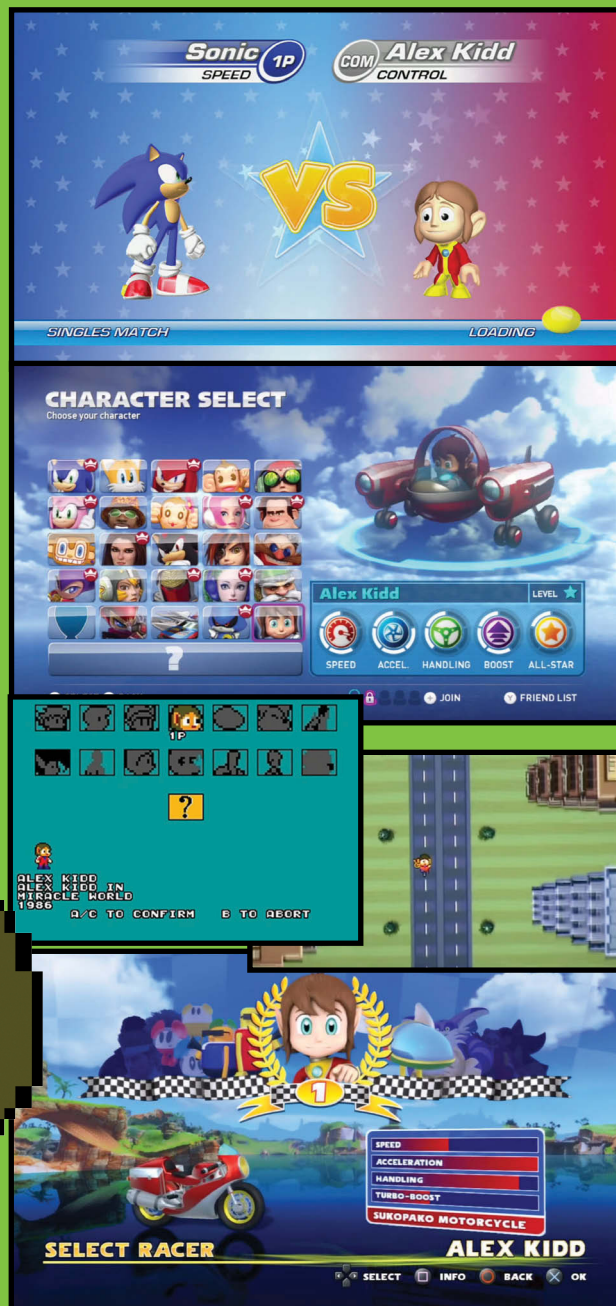 Sonic 1P
SPEED
COM Alex Kidd
CONTROL
VS
SINGLES MATCH
LOADING
CHARACTER SELECT
Choose your character
?
Alex Kidd
LEVEL
SPEED ACCEL. HANDLING BOOST ALL-STAR
+ JOIN
Y FRIEND LIST
1P
?
ALEX KIDD
ALEX KIDD IN
MIRACLE WORLD
1986
A/C TO CONFIRM B TO ABORT
1
SPEED
ACCELERATION
HANDLING
TURBO-BOOST
SUKOPAKO MOTORCYCLE
SELECT RACER
ALEX KIDD
SELECT INFO BACK OK